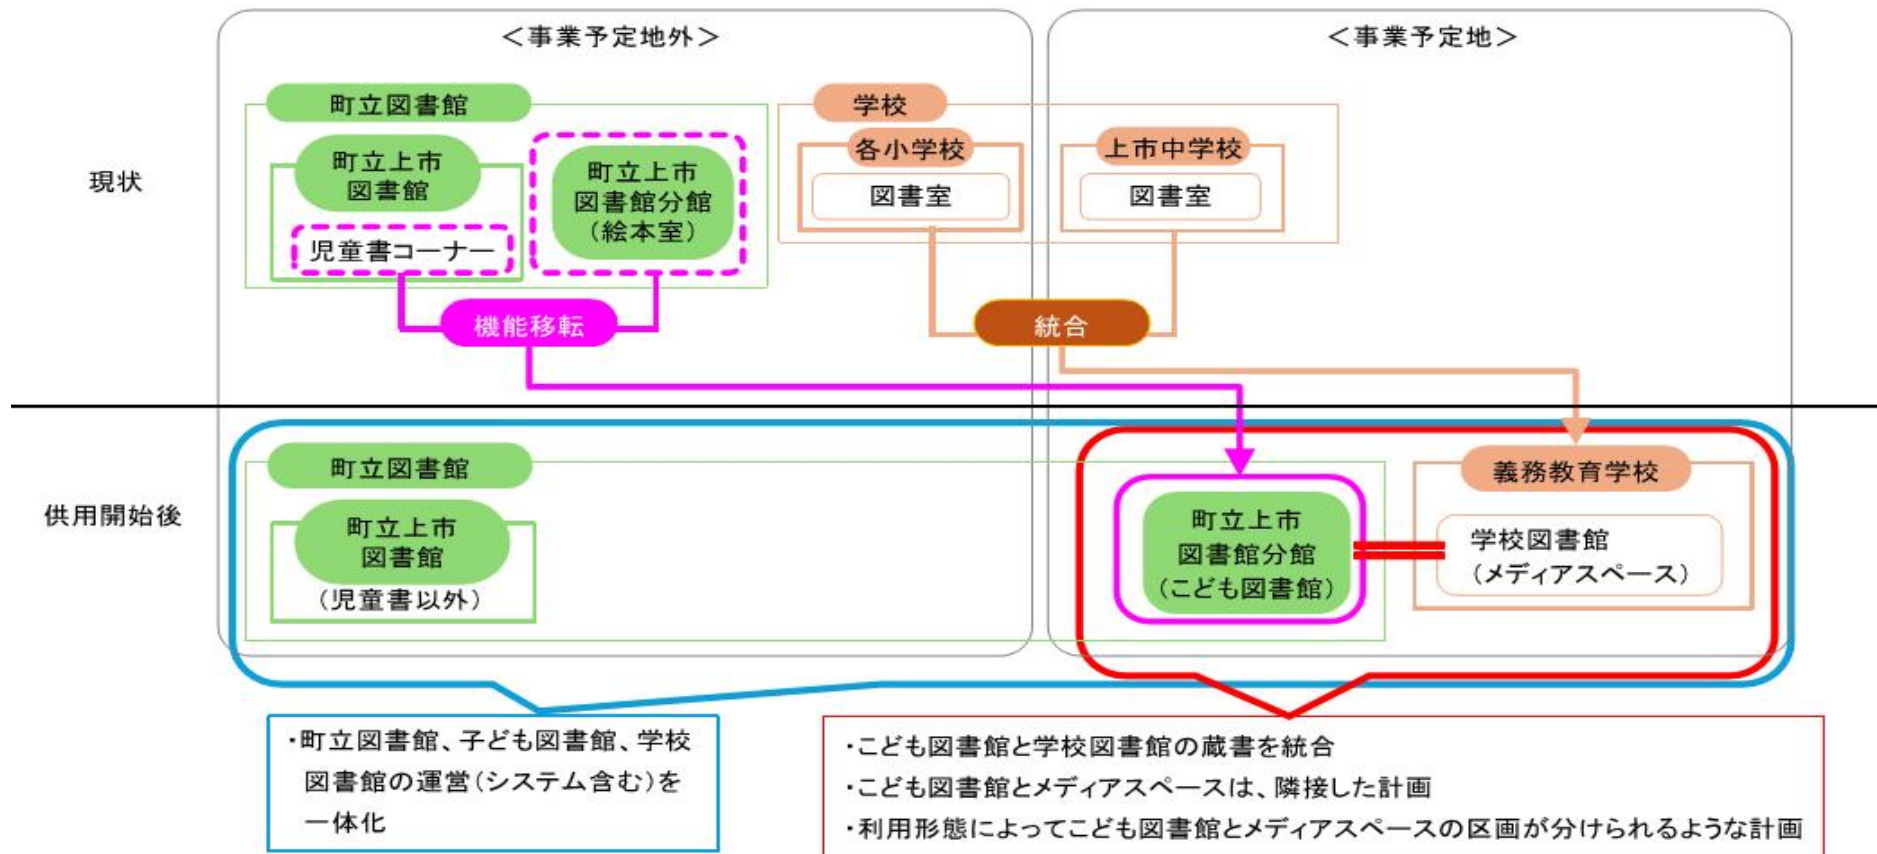 ＜事業予定地外＞
＜事業予定地＞
現状
町立図書館
町立上市
図書館
児童書コーナー
町立上市
図書館分館
（絵本室）
学校
各小学校
図書室
上市中学校
図書室
機能移転
統合
供用開始後
町立図書館
町立上市
図書館
（児童書以外）
町立上市
図書館分館
（こども図書館）
義務教育学校
学校図書館
（メディアスペース）
・町立図書館、子ども図書館、学校
図書館の運営（システム含む）を
一体化
・こども図書館と学校図書館の蔵書を統合
・こども図書館とメディアスペースは、隣接した計画
・利用形態によってこども図書館とメディアスペースの区画が分けられるような計画